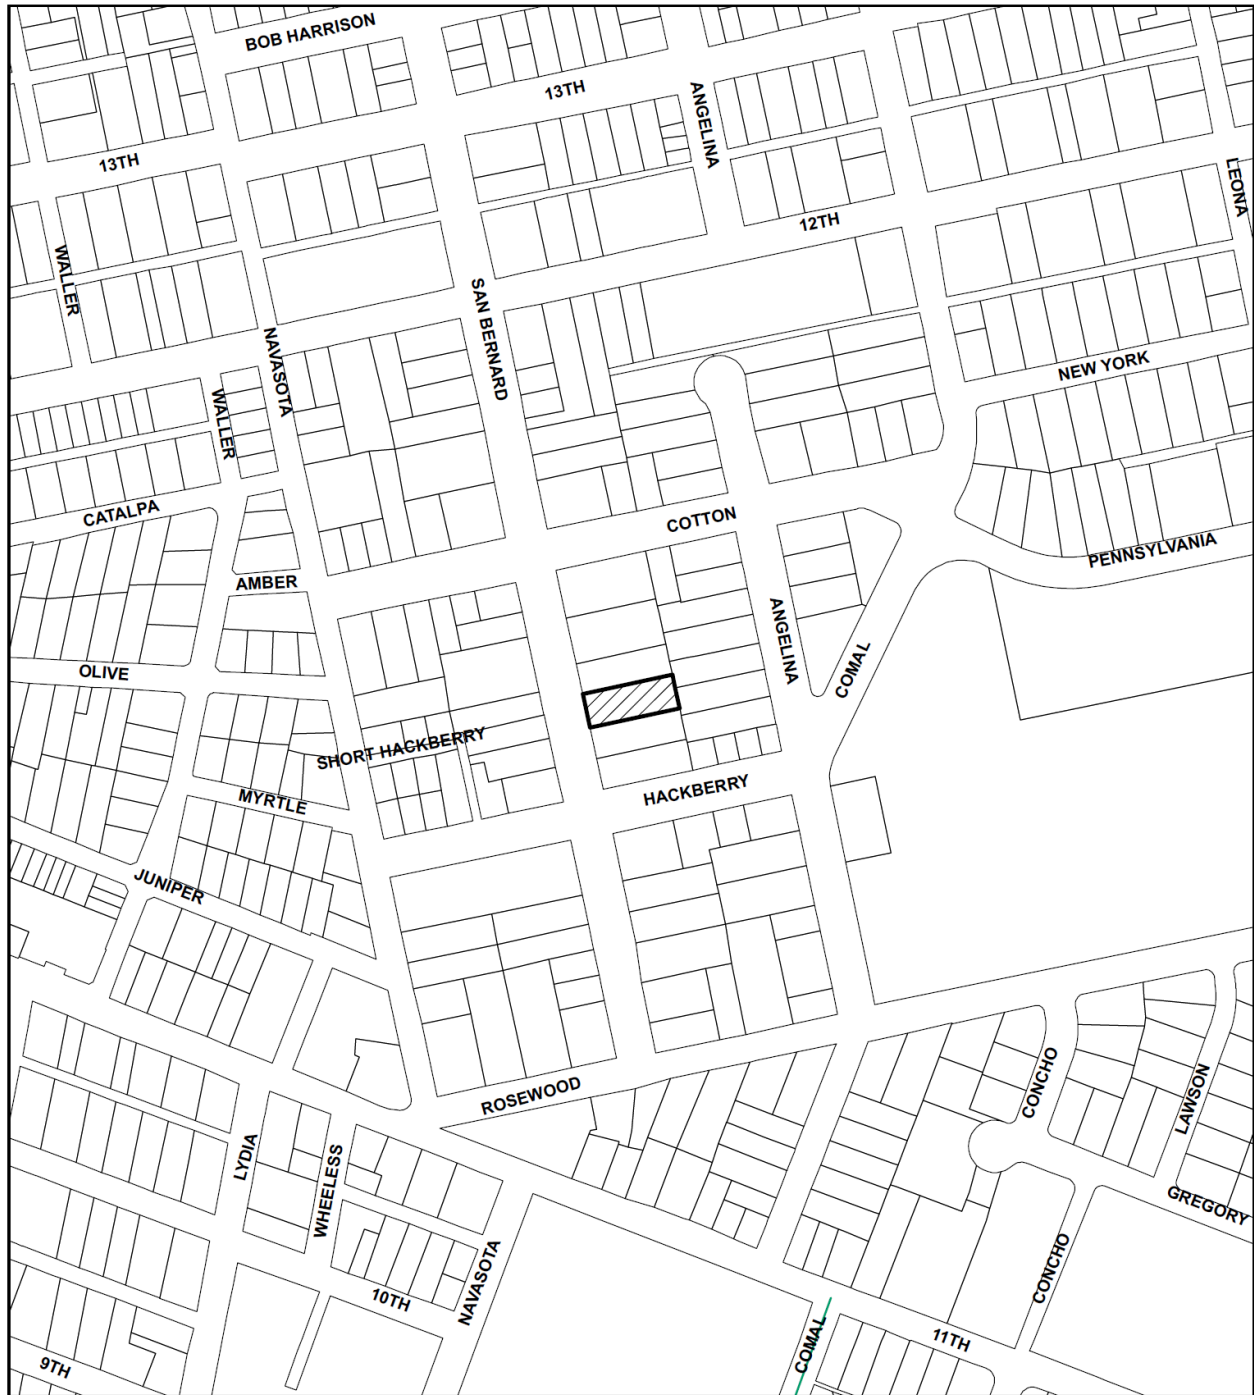 BOB HARRISON
13TH
ANGELINA
13TH
LEONA
12TH
WALLER
SAN BERNARD
NAVASOTA
NEW YORK
WALLER
CATALPA
COTTON
PENNSYLVANIA
AMBER
ANGELINA
OLIVE
COMAL
SHORT HACKBERRY
HACKBERRY
MYRTLE
JUNIPER
ROSEWOOD
CONCHO
LAWSON
LYDIA
WHEELESS
GREGORY
NAVASOTA
CONCHO
10TH
COMAL
11TH
9TH